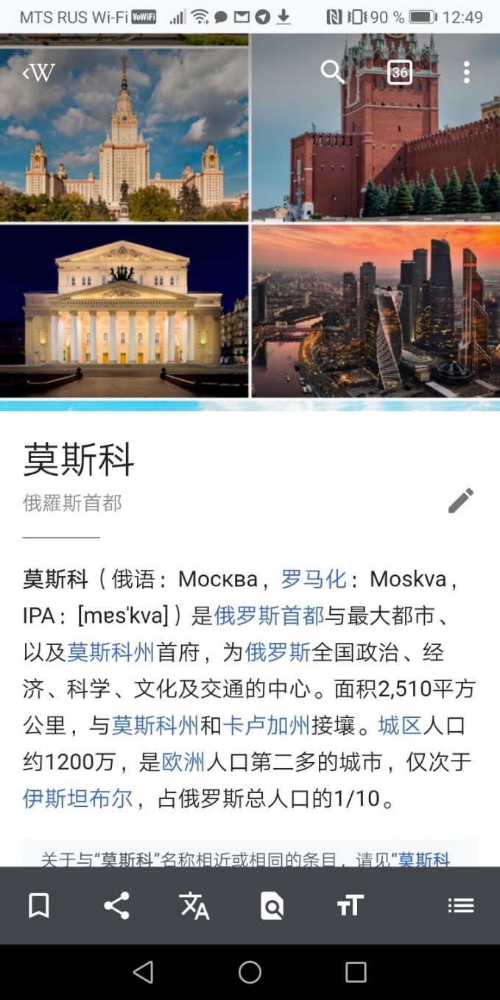 MTS RUS Wi-Fi VoWiFi 90 % 12:49
W 36
莫斯科
俄羅斯首都
莫斯科（俄语：Москва，罗马化：Moskva，
IPA：[mɐsˈkva]）是俄罗斯首都与最大都市、
以及莫斯科州首府，为俄罗斯全国政治、经
济、科学、文化及交通的中心。面积2,510平方
公里，与莫斯科州和卡卢加州接壤。城区人口
约1200万，是欧洲人口第二多的城市，仅次于
伊斯坦布尔，占俄罗斯总人口的1/10。
关于与“莫斯科”名称相近或相同的条目，请见“莫斯科